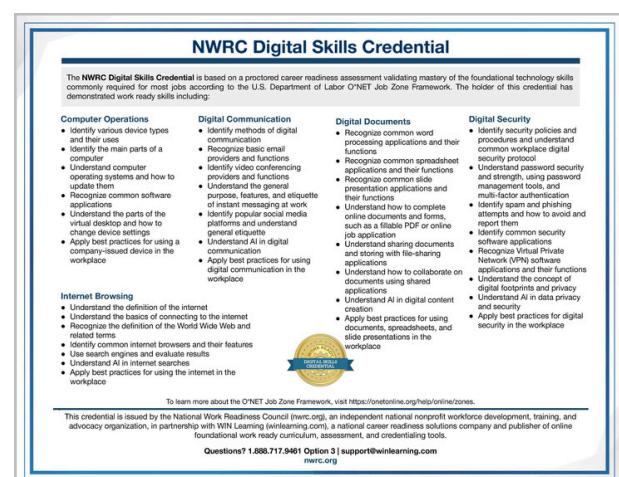 NWRC Digital Skills Credential
The NWRC Digital Skills Credential is based on a proctored career readiness assessment validating mastery of the foundational technology skills
commonly required for most jobs according to the U.S. Department of Labor O*NET Job Zone Framework. The holder of this credential has
demonstrated work ready skills including:
Computer Operations
• Identify various device types
and their uses
• Identify the main parts of a
computer
• Understand computer
operating systems and how to
update them
• Recognize common software
applications
• Understand the parts of the
virtual desktop and how to
change device settings
• Apply best practices for using a
company-issued device in the
workplace
Digital Communication
• Identify methods of digital
communication
• Recognize basic email
providers and functions
• Identify video conferencing
providers and functions
• Understand the general
purpose, features, and etiquette
of instant messaging at work
• Identify popular social media
platforms and understand
general etiquette
• Understand AI in digital
communication
• Apply best practices for using
digital communication in the
workplace
Digital Documents
• Recognize common word
processing applications and their
functions
• Recognize common spreadsheet
applications and their functions
• Recognize common slide
presentation applications and
their functions
• Understand how to complete
online documents and forms,
such as a fillable PDF or online
job application
• Understand sharing documents
and storing with file-sharing
applications
• Understand how to collaborate on
documents using shared
applications
• Understand AI in digital content
creation
• Apply best practices for using
documents, spreadsheets, and
slide presentations in the
workplace
Digital Security
• Identify security policies and
procedures and understand
common workplace digital
security protocol
• Understand password security
and strength, using password
management tools, and
multi-factor authentication
• Identify spam and phishing
attempts and how to avoid and
report them
• Identify common security
software applications
• Recognize Virtual Private
Network (VPN) software
applications and their functions
• Understand the concept of
digital footprints and privacy
• Understand AI in data privacy
and security
• Apply best practices for digital
security in the workplace
Internet Browsing
• Understand the definition of the internet
• Understand the basics of connecting to the internet
• Recognize the definition of the World Wide Web and
related terms
• Identify common internet browsers and their features
• Use search engines and evaluate results
• Understand AI in internet searches
• Apply best practices for using the internet in the
workplace
DIGITAL SKILLS
CREDENTIAL
To learn more about the O*NET Job Zone Framework, visit https://onetonline.org/help/online/zones.
This credential is issued by the National Work Readiness Council (nwrc.org), an independent national nonprofit workforce development, training, and
advocacy organization, in partnership with WIN Learning (winlearning.com), a national career readiness solutions company and publisher of online
foundational work ready curriculum, assessment, and credentialing tools.
Questions? 1.888.717.9461 Option 3 | support@winlearning.com
nwrc.org